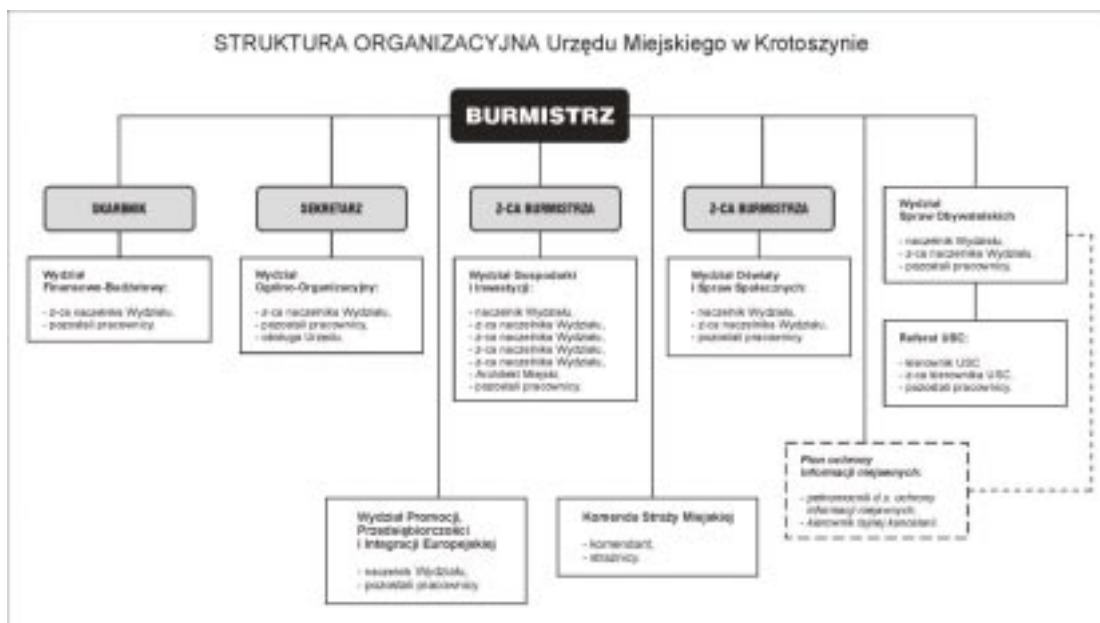 STRUKTURA ORGANIZACYJNA Urzędu Miejskiego w Krotoszynie
BURMISTRZ
SKARBNIK
SEKRETARZ
Z-CA BURMISTRZA
Z-CA BURMISTRZA
Wydział
Spraw Obywatelskich
- naczelnik Wydziału,
- z-ca naczelnika Wydziału,
- pozostali pracownicy.
Wydział
Finansowo-Budżetowy:
- z-ca naczelnika Wydziału,
- pozostali pracownicy.
Wydział
Ogólno-Organizacyjny:
- z-ca naczelnika Wydziału,
- pozostali pracownicy,
- obsługa Urzędu.
Wydział Gospodarki
i Inwestycji:
- naczelnik Wydziału,
- z-ca naczelnika Wydziału,
- z-ca naczelnika Wydziału,
- z-ca naczelnika Wydziału,
- z-ca naczelnika Wydziału,
- Architekt Miejski,
- pozostali pracownicy.
Wydział Oświaty
i Spraw Społecznych:
- naczelnik Wydziału,
- z-ca naczelnika Wydziału,
- pozostali pracownicy.
Referat USC:
- kierownik USC
- z-ca kierownika USC,
- pozostali pracownicy.
Pion ochrony
informacji niejawnych:
- pełnomocnik d.s. ochrony
informacji niejawnych,
- kierownik tajnej kancelarii.
Wydział Promocji,
Przedsiębiorczości
i Integracji Europejskiej
- naczelnik Wydziału,
- pozostali pracownicy.
Komenda Straży Miejskiej
- komendant,
- strażnicy.